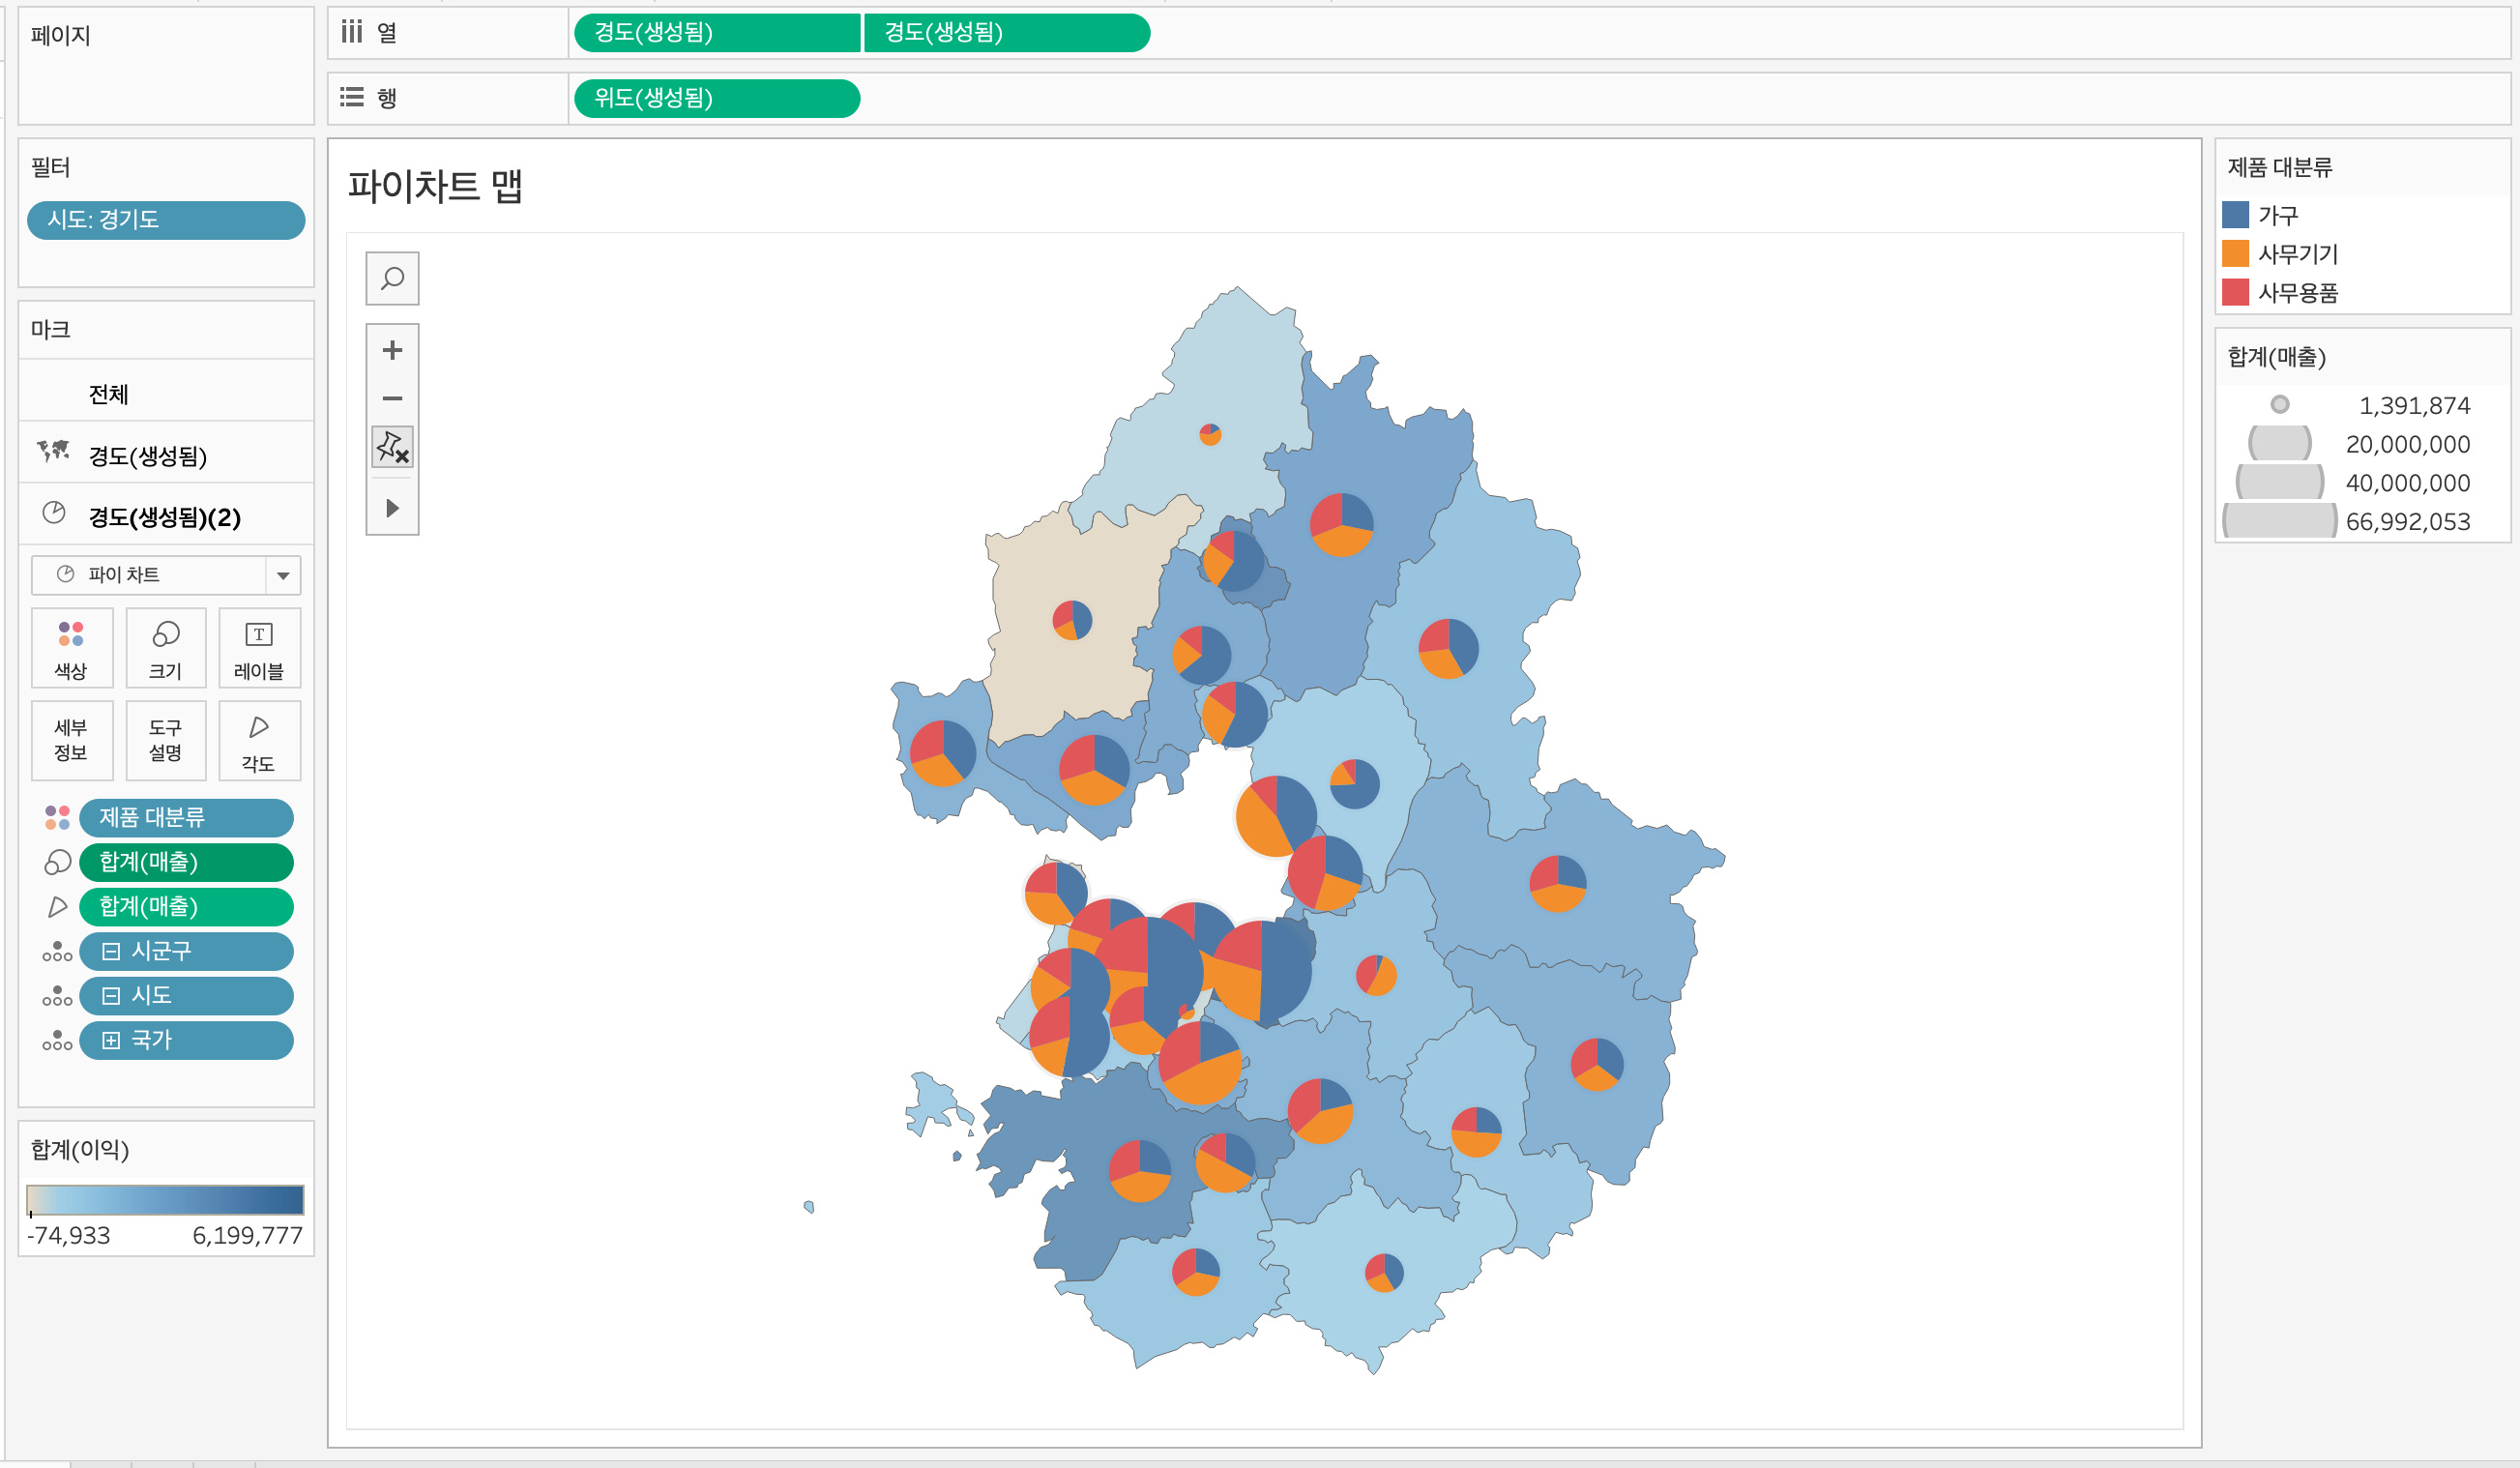 페이지
열 경도(생성됨) 경도(생성됨)
행 위도(생성됨)
필터
시도: 경기도
마크
전체
경도(생성됨)
경도(생성됨)(2)
파이 차트
색상 크기 T 레이블
세부 정보 도구 설명 각도
제품 대분류
합계(매출)
합계(매출)
시군구
시도
국가
합계(이익)
-74,933 6,199,777
파이차트 맵
제품 대분류
가구
사무기기
사무용품
합계(매출)
1,391,874
20,000,000
40,000,000
66,992,053